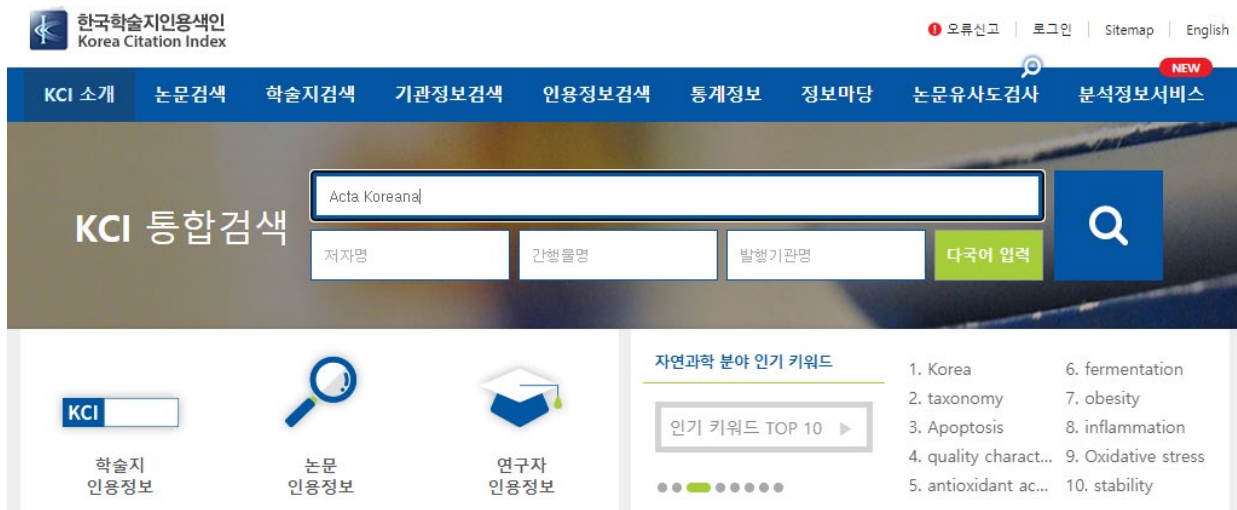 한국학술지인용색인
Korea Citation Index
오류신고 로그인 Sitemap English
NEW
KCI 소개 논문검색 학술지검색 기관정보검색 인용정보검색 통계정보 정보마당 논문유사도검사 분석정보서비스
KCI 통합검색
Acta Koreana
저자명 간행물명 발행기관명 다국어 입력
KCI
학술지
인용정보
논문
인용정보
연구자
인용정보
자연과학 분야 인기 키워드
인기 키워드 TOP 10
1. Korea
2. taxonomy
3. Apoptosis
4. quality charact...
5. antioxidant ac...
6. fermentation
7. obesity
8. inflammation
9. Oxidative stress
10. stability